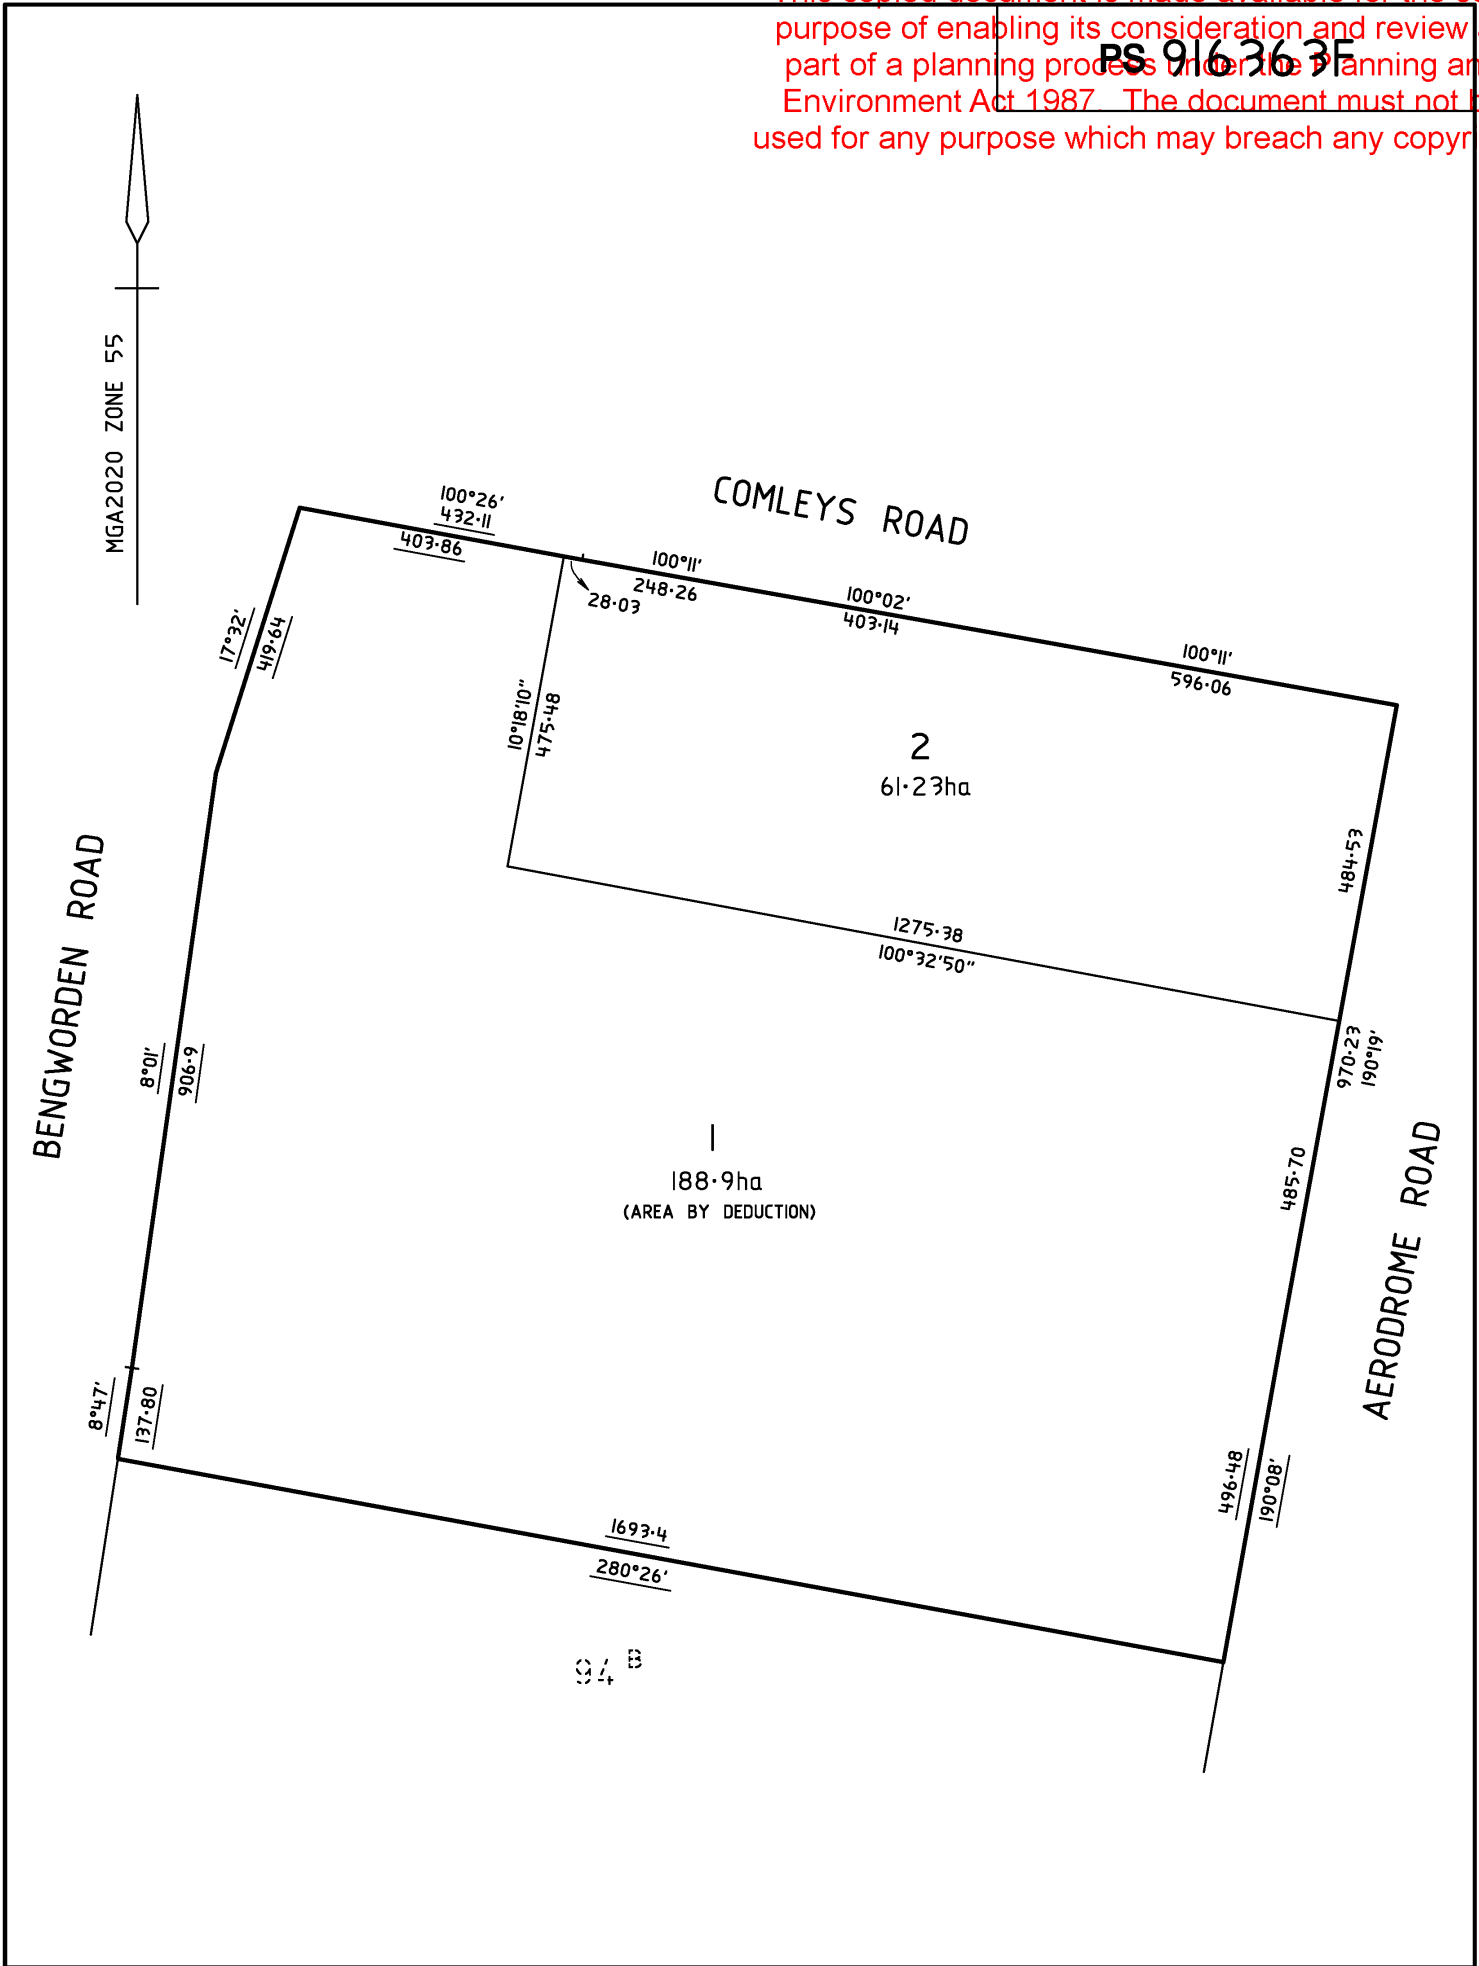 purpose of enabling its consideration and review
part of a planning process under the Planning
Environment Act 1987. The document must not
used for any purpose which may breach any
PS 916363F
MGA2020 ZONE 55
COMLEYS ROAD
100°26'
432·11
403·86
28·03
100°11'
248·26
100°02'
403·14
100°11'
596·06
17°32'
419·64
10°18'10"
475·48
2
61·23ha
484·53
1275·38
100°32'50"
970·23
190°19'
BENGWORDEN ROAD
8°01'
906·9
1
188·9ha
(AREA BY DEDUCTION)
485·70
AERODROME ROAD
8°47'
137·80
496·48
190°08'
1693·4
280°26'
94 B